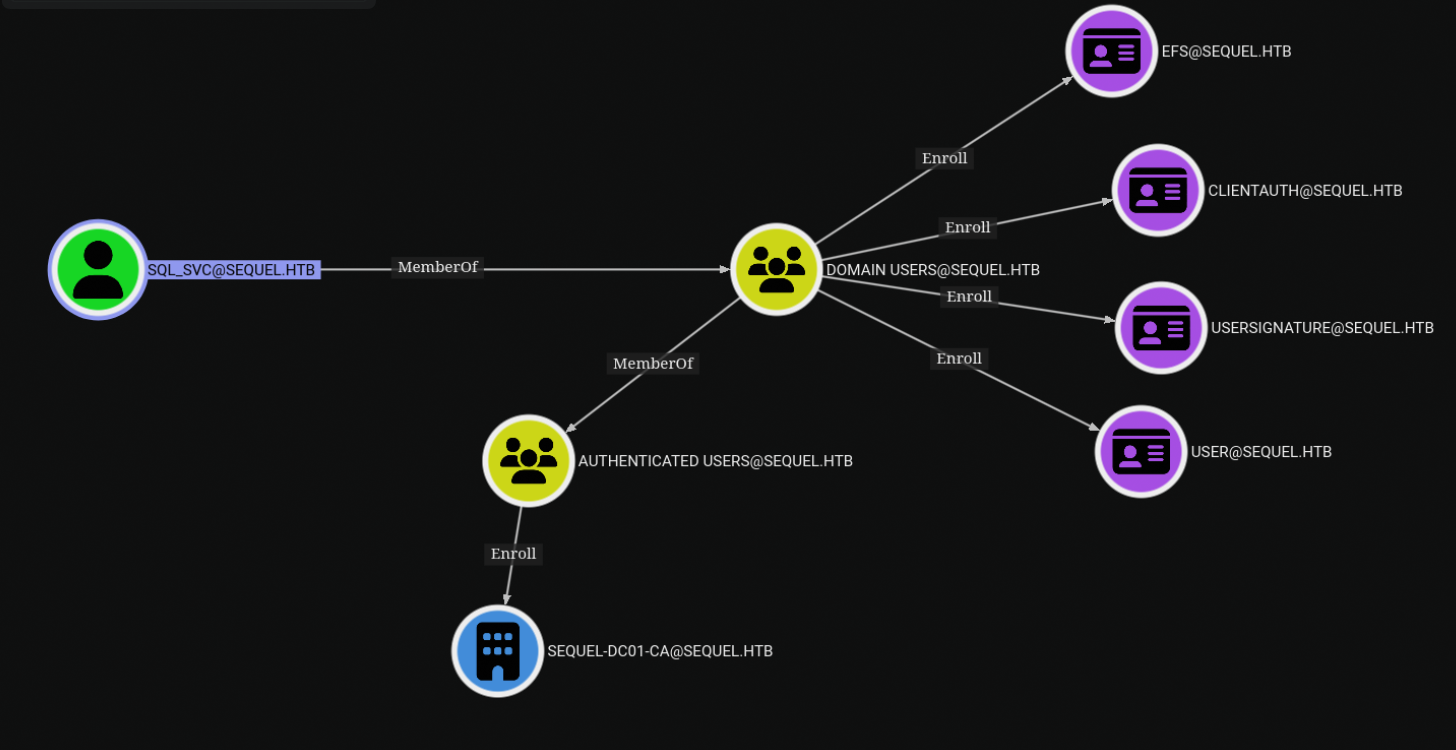 EFS@SEQUEL.HTB
Enroll
CLIENTAUTH@SEQUEL.HTB
Enroll
SQL_SVC@SEQUEL.HTB
MemberOf
DOMAIN USERS@SEQUEL.HTB
Enroll
USERSIGNATURE@SEQUEL.HTB
Enroll
MemberOf
USER@SEQUEL.HTB
AUTHENTICATED USERS@SEQUEL.HTB
Enroll
SEQUEL-DC01-CA@SEQUEL.HTB